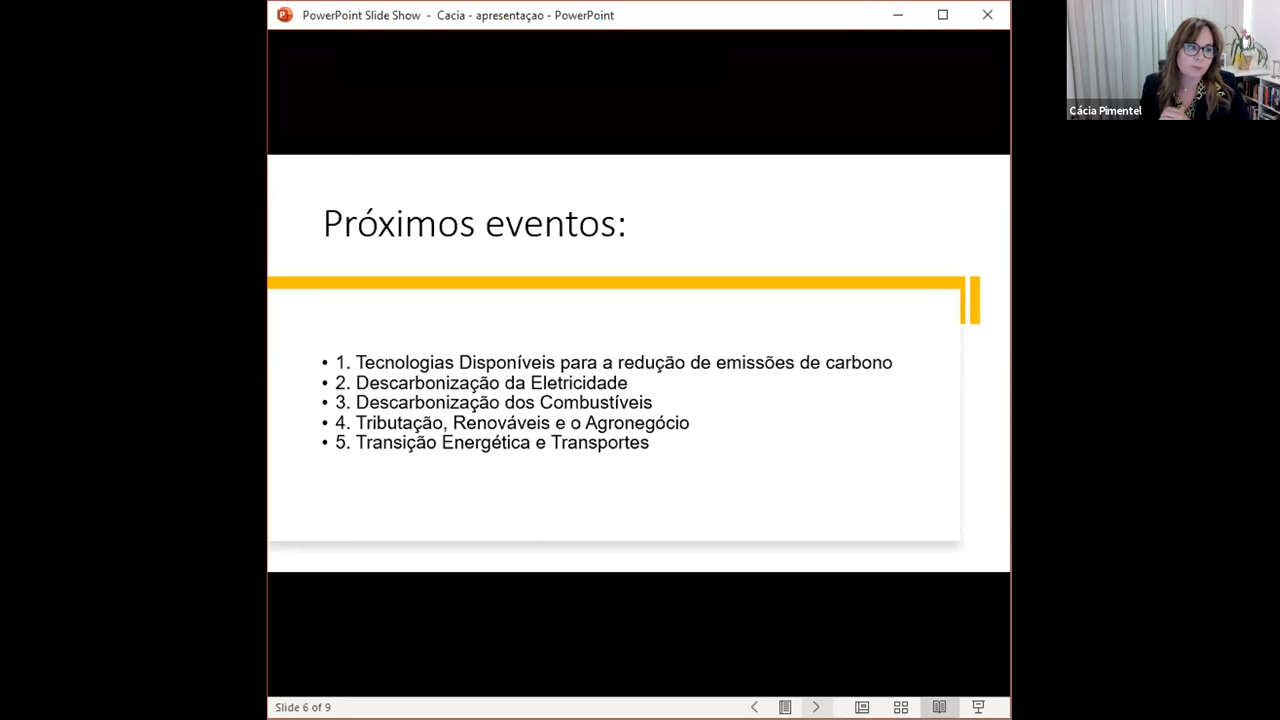 PowerPoint Slide Show - Cacia - apresentaçao - PowerPoint
Cácia Pimentel
Próximos eventos:
• 1. Tecnologias Disponíveis para a redução de emissões de carbono
• 2. Descarbonização da Eletricidade
• 3. Descarbonização dos Combustíveis
• 4. Tributação, Renováveis e o Agronegócio
• 5. Transição Energética e Transportes
Slide 6 of 9